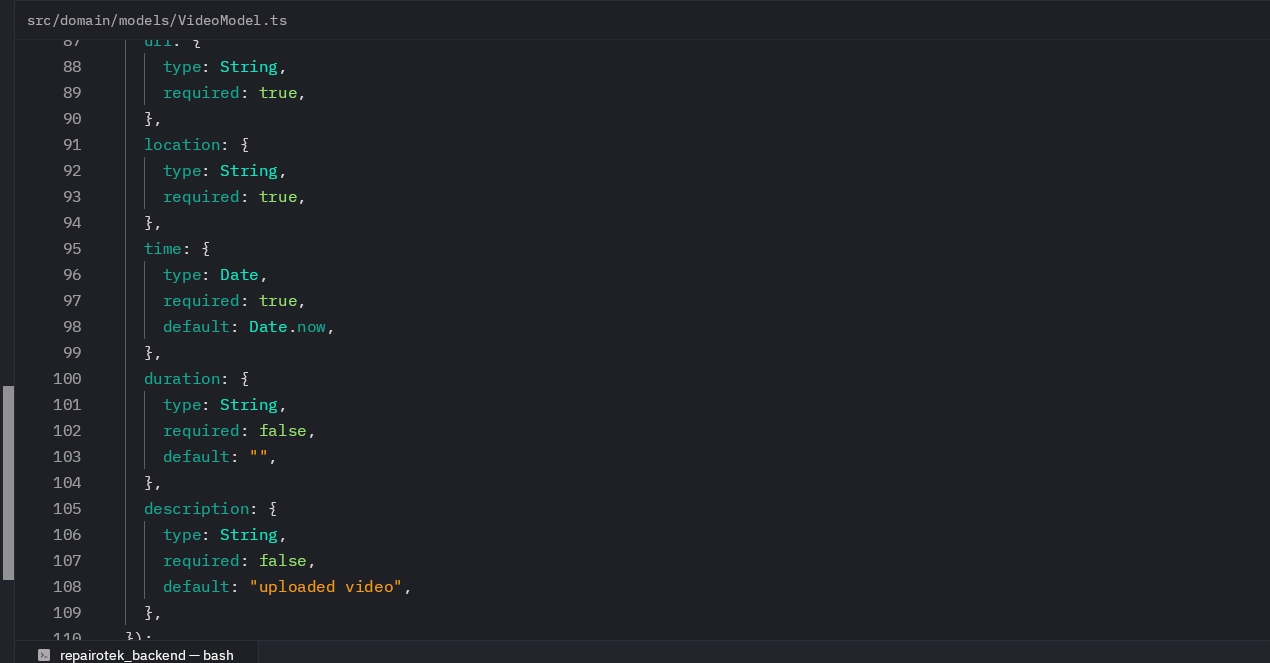 src/domain/models/VideoModel.ts
87 url: {
88 type: String,
89 required: true,
90 },
91 location: {
92 type: String,
93 required: true,
94 },
95 time: {
96 type: Date,
97 required: true,
98 default: Date.now,
99 },
100 duration: {
101 type: String,
102 required: false,
103 default: "",
104 },
105 description: {
106 type: String,
107 required: false,
108 default: "uploaded video",
109 },
110 });
repairotek_backend — bash